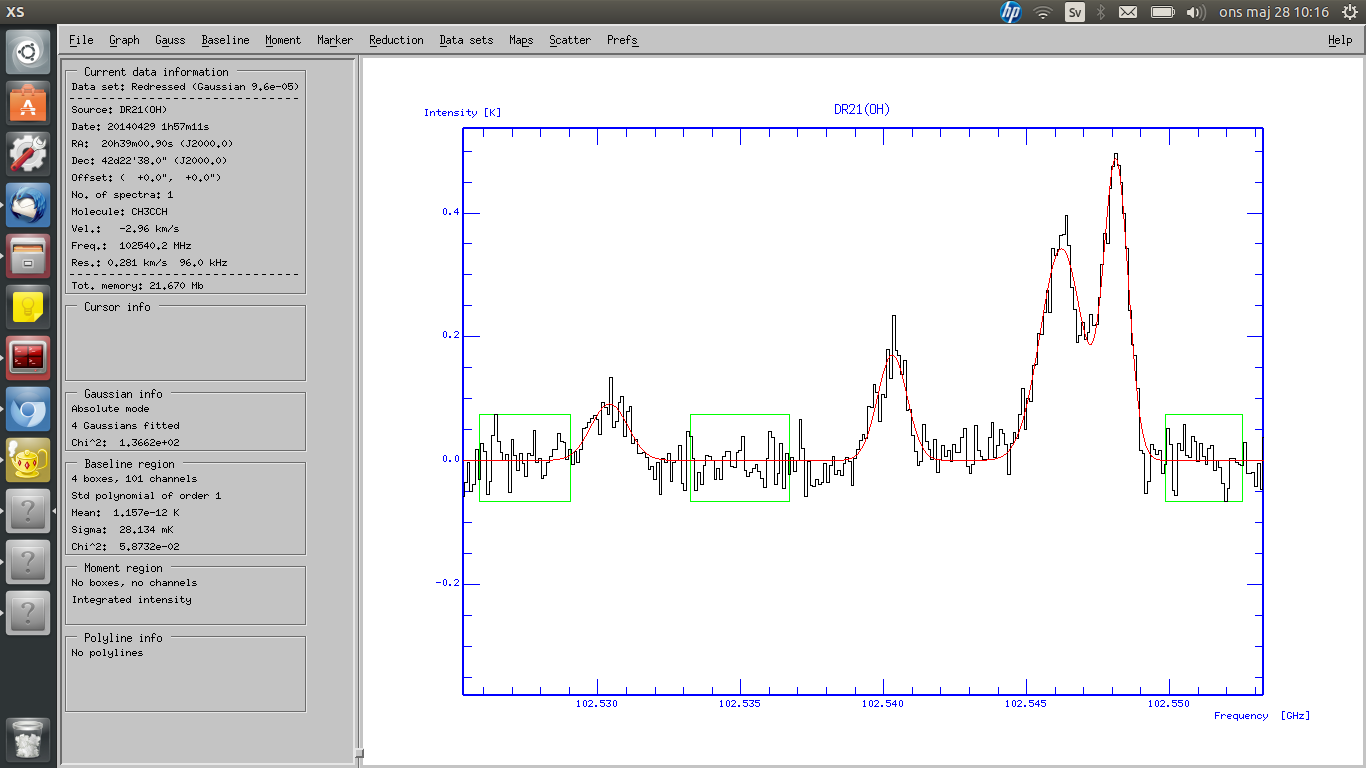 XS
hp
Sv
ons maj 28 10:16
File Graph Gauss Baseline Moment Marker Reduction Data sets Maps Scatter Prefs Help
Current data information
Data set: Redressed (Gaussian 9.6e-05)
Source: DR21(OH)
Date: 20140429 1h57m11s
RA: 20h39m00.90s (J2000.0)
Dec: 42d22'38.0" (J2000.0)
Offset: ( +0.0", +0.0")
No. of spectra: 1
Molecule: CH3CCH
Vel.: -2.96 km/s
Freq.: 102540.2 MHz
Res.: 0.281 km/s 96.0 kHz
Tot. memory: 21.670 Mb
Cursor info
Gaussian info
Absolute mode
4 Gaussians fitted
Chi^2: 1.3662e+02
Baseline region
4 boxes, 101 channels
Std polynomial of order 1
Mean: 1.157e-12 K
Sigma: 28.134 mK
Chi^2: 5.8732e-02
Moment region
No boxes, no channels
Integrated intensity
Polyline info
No polylines
Intensity [K]
DR21(OH)
0.4
0.2
0.0
-0.2
102.530 102.535 102.540 102.545 102.550
Frequency [GHz]